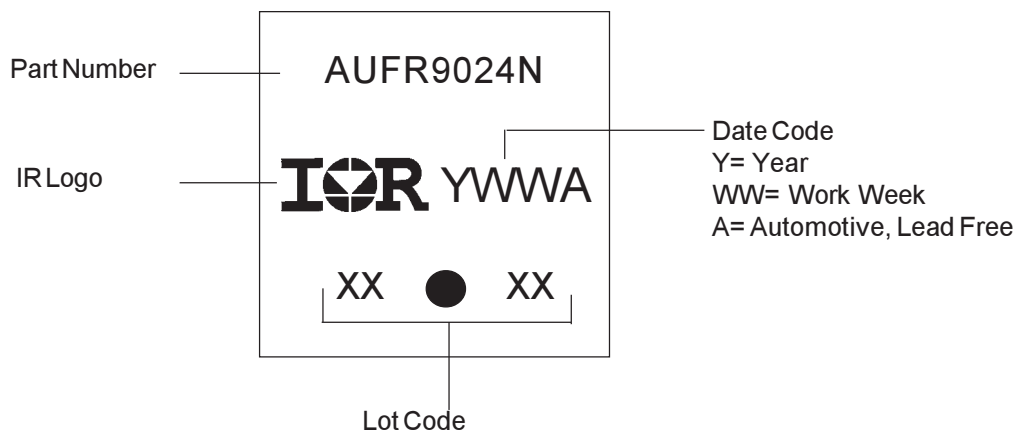 Part Number
AUFR9024N
IR Logo
IOR YWWA
Date Code
Y= Year
WW= Work Week
A= Automotive, Lead Free
XX XX
Lot Code